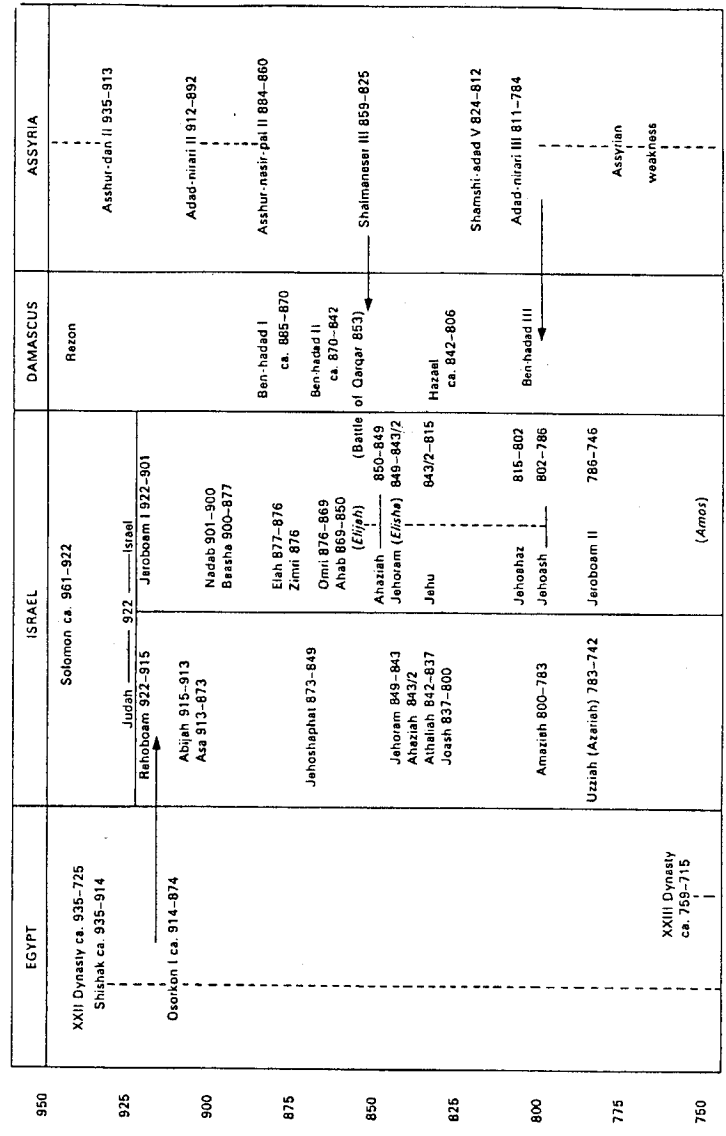 EGYPT
ISRAEL
DAMASCUS
ASSYRIA
950
925
900
875
850
825
800
775
750
XXII Dynasty ca. 935–725
Shishak ca. 935–914
Osorkon I ca. 914–874
XXIII Dynasty
ca. 759–715
Solomon ca. 961–922
Judah 922 Israel
Rehoboam 922–915
Abijah 915–913
Asa 913–873
Jehoshaphat 873–849
Jehoram 849–843
Ahaziah 843/2
Athaliah 842–837
Joash 837–800
Amaziah 800–783
Uzziah (Azariah) 783–742
Jeroboam I 922–901
Nadab 901–900
Baasha 900–877
Elah 877–876
Zimri 876
Omri 876–869
Ahab 869–850
(Elijah) (Battle of Qarqar 853)
Ahaziah 850–849
Jehoram (Elisha) 849–843/2
Jehu 843/2–815
Jehoahaz 815–802
Jehoash 802–786
Jeroboam II 786–746
(Amos)
Rezon
Ben-hadad I
ca. 885–870
Ben-hadad II
ca. 870–842
Hazael
ca. 842–806
Ben-hadad III
Asshur-dan II 935–913
Adad-nirari II 912–892
Asshur-nasir-pal II 884–860
Shalmaneser III 859–825
Shamshi-adad V 824–812
Adad-nirari III 811–784
Assyrian
weakness